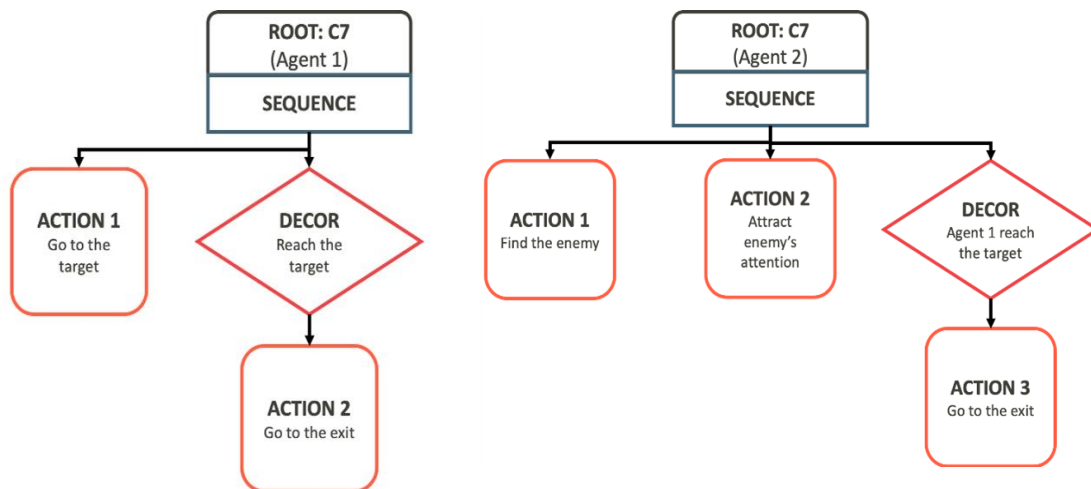 ROOT: C7
(Agent 1)
SEQUENCE
ACTION 1
Go to the
target
DECOR
Reach the
target
ACTION 2
Go to the exit
ROOT: C7
(Agent 2)
SEQUENCE
ACTION 1
Find the enemy
ACTION 2
Attract
enemy's
attention
DECOR
Agent 1 reach
the target
ACTION 3
Go to the exit